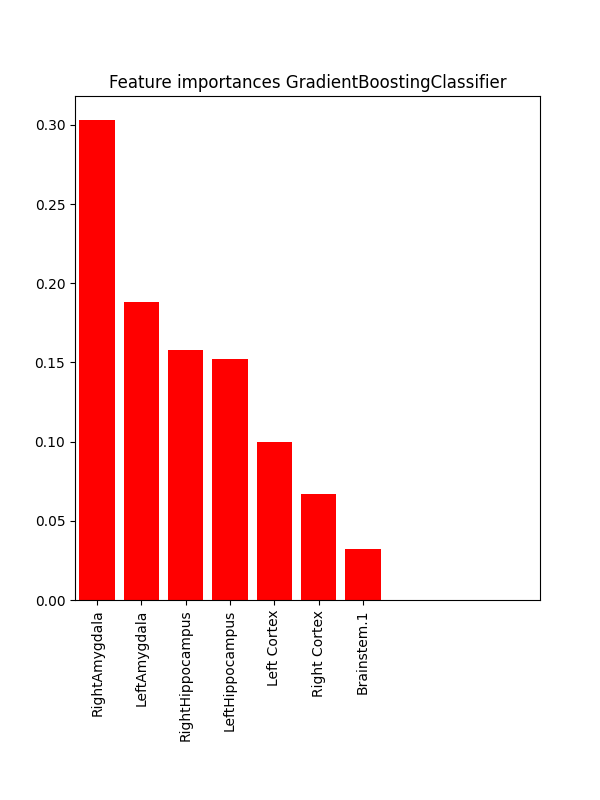 Feature importances GradientBoostingClassifier
0.30
0.25
0.20
0.15
0.10
0.05
0.00
RightAmygdala
LeftAmygdala
RightHippocampus
LeftHippocampus
Left Cortex
Right Cortex
Brainstem.1